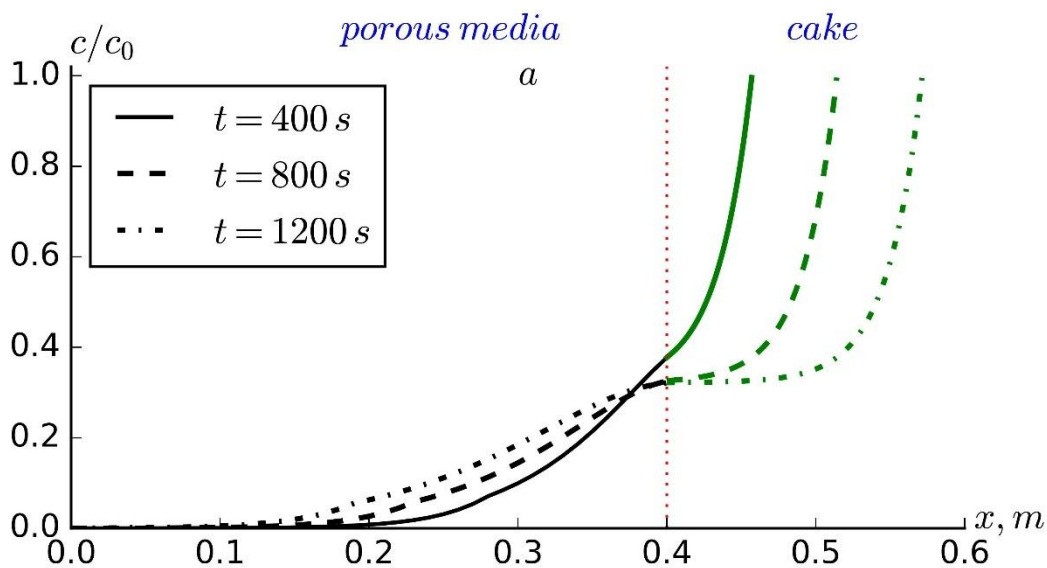 porous media cake
c/c₀
a
1.0
0.8
0.6
0.4
0.2
0.0
t = 400 s
t = 800 s
t = 1200 s
x, m
0.0 0.1 0.2 0.3 0.4 0.5 0.6